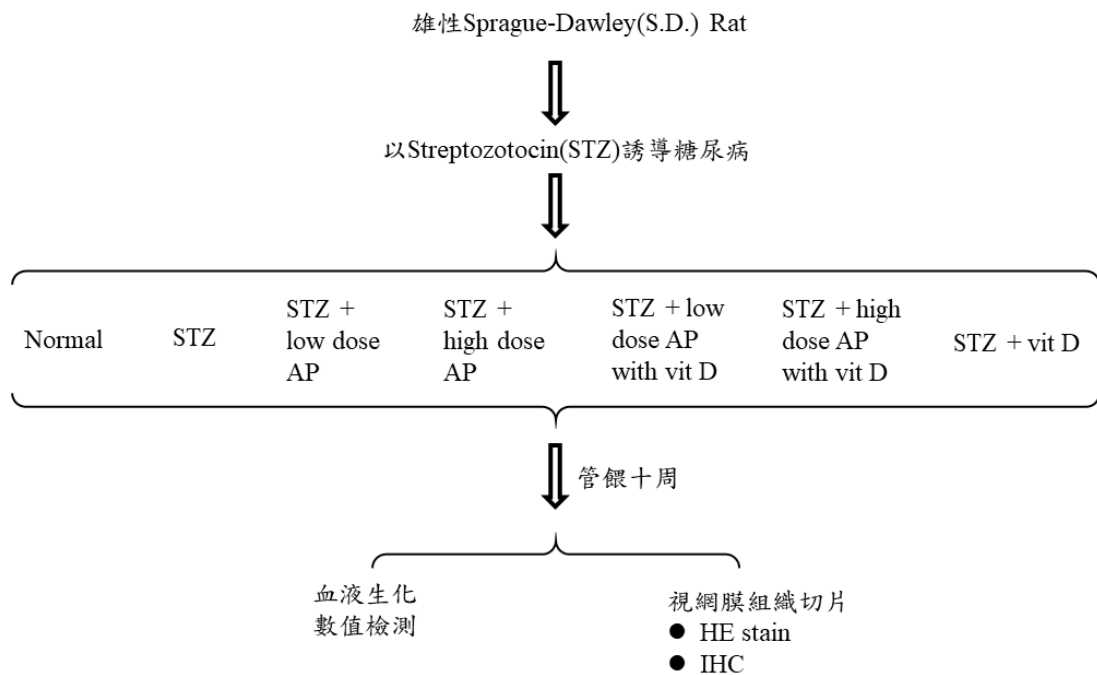 雄性Sprague-Dawley(S.D.) Rat
以Streptozotocin(STZ)誘導糖尿病
Normal
STZ
STZ +
low dose
AP
STZ +
high dose
AP
STZ + low
dose AP
with vit D
STZ + high
dose AP
with vit D
STZ + vit D
管餵十周
血液生化
數值檢測
視網膜組織切片
● HE stain
● IHC